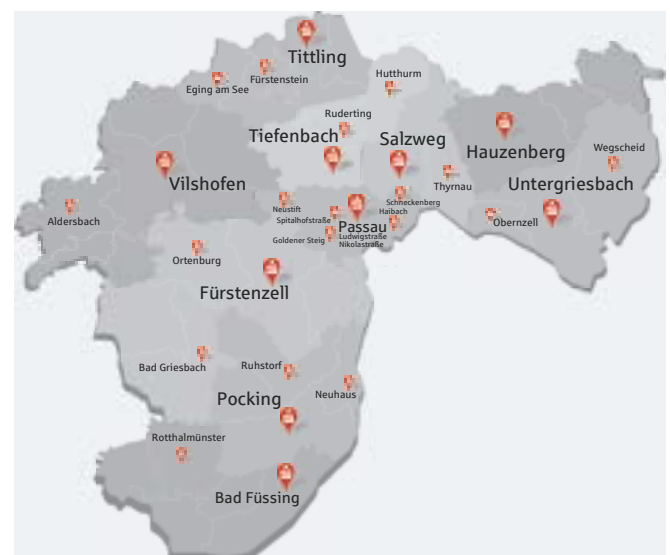 Tittling
Fürstenstein
Eging am See
Hutthurm
Ruderting
Tiefenbach
Salzweg
Hauzenberg
Wegscheid
Vilshofen
Thyrnau
Untergriesbach
Aldersbach
Neustift
Schneckenberg
Spitalhofstraße
Haibach
Passau
Obernzell
Goldener Steig
Ludwigstraße
Nikolastraße
Ortenburg
Fürstenzell
Bad Griesbach
Ruhstorf
Neuhaus
Pocking
Rotthalmünster
Bad Füssing